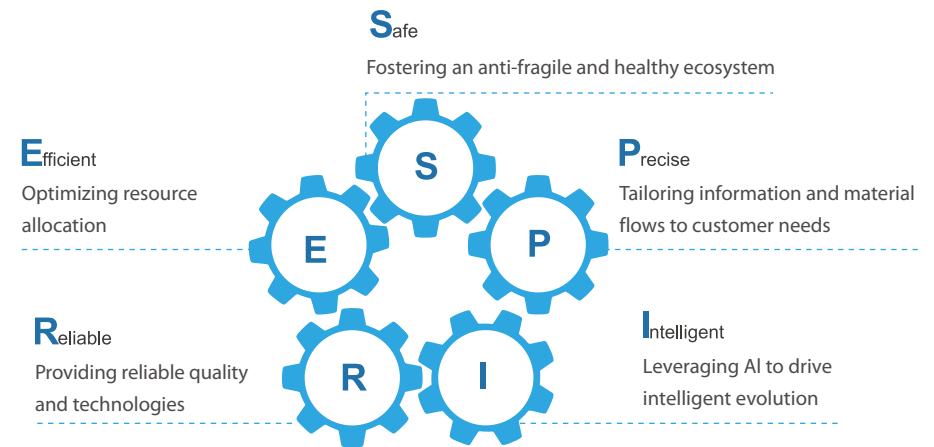 Safe
Fostering an anti-fragile and healthy ecosystem
S
Efficient
Optimizing resource
allocation
E
Precise
Tailoring information and material
flows to customer needs
P
Reliable
Providing reliable quality
and technologies
R
Intelligent
Leveraging AI to drive
intelligent evolution
I